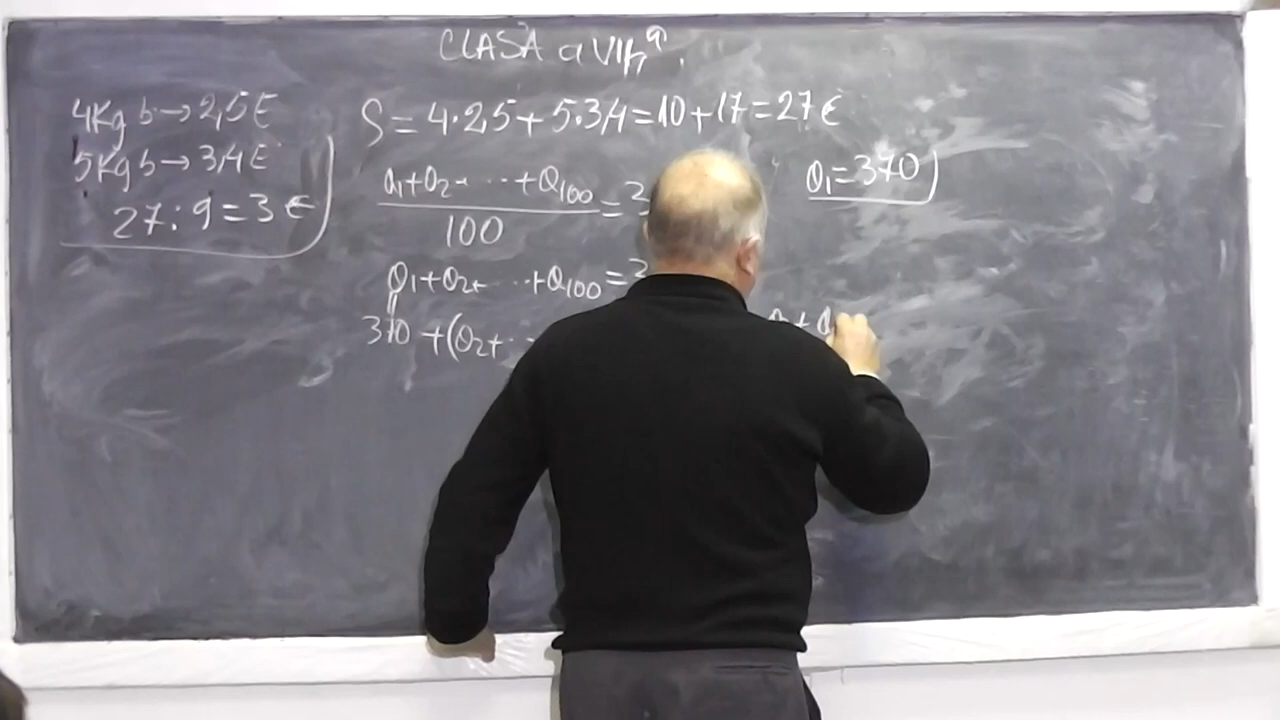 CLASA a VII-a
4Kg b → 2,5 €
5Kg b → 3,4 €
27 : 9 = 3 €
S = 4·2,5 + 5·3,4 = 10 + 17 = 27 €
a₁+a₂+ ... +a₁₀₀ = 3
100
a₁ = 370
a₁+a₂+ ... +a₁₀₀ = 3
370 + (a₂+ ..